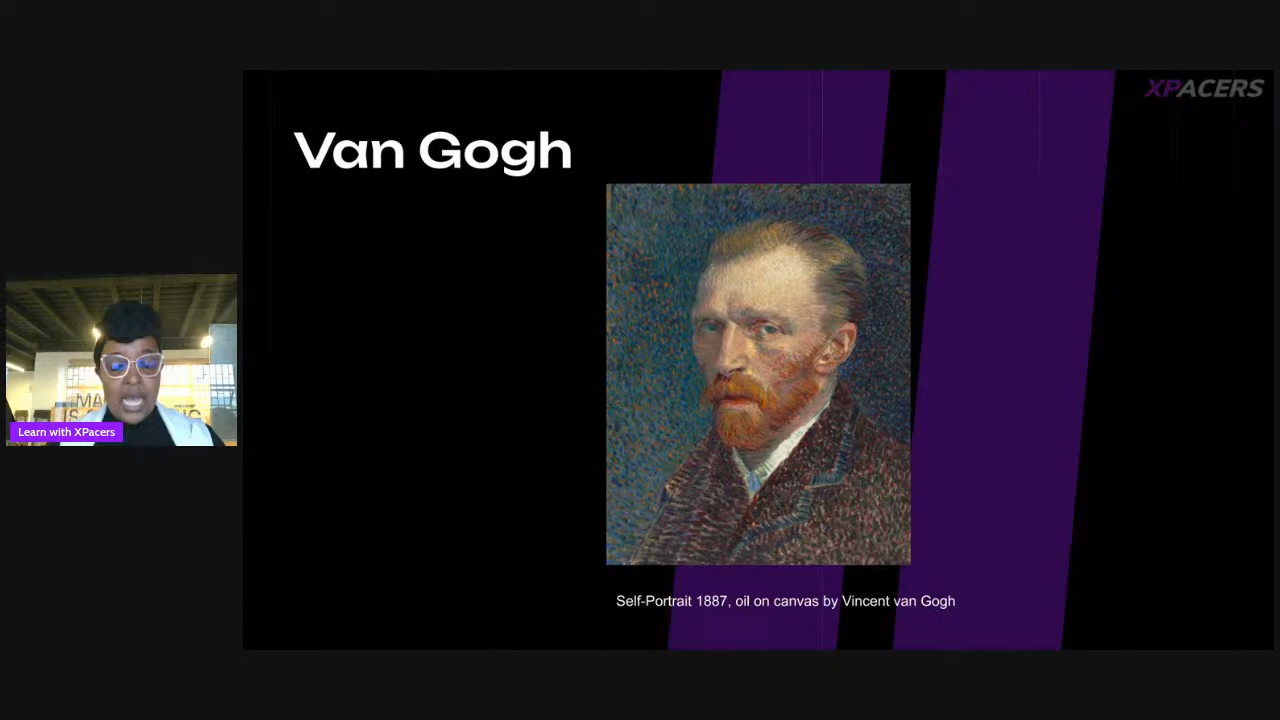 XPACERS
Van Gogh
Learn with XPacers
Self-Portrait 1887, oil on canvas by Vincent van Gogh